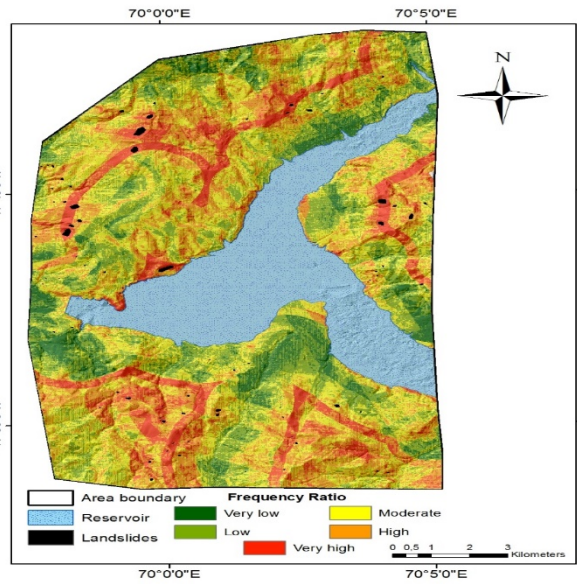 70°0'0"E 70°5'0"E
N
Area boundary Frequency Ratio
Reservoir Very low Moderate
Landslides Low High
Very high
0 0,5 1 2 3
Kilometers
70°0'0"E 70°5'0"E